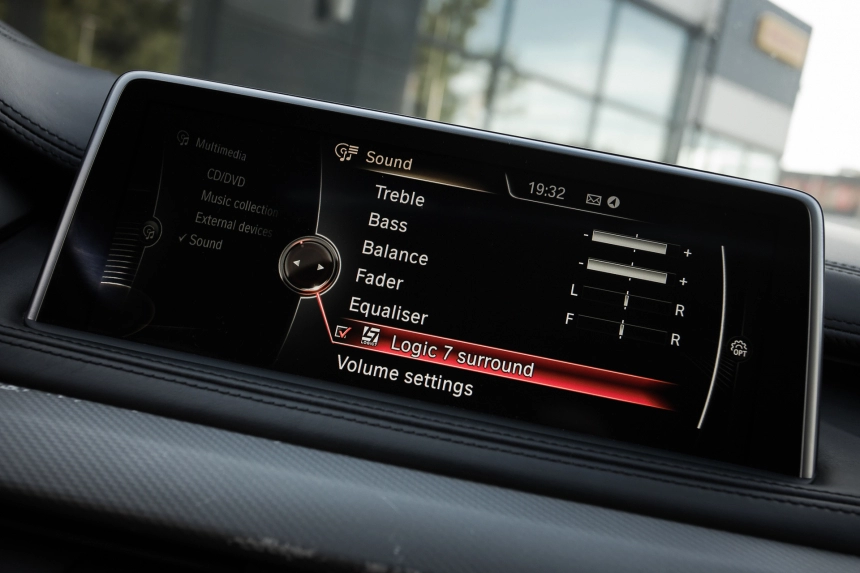 Multimedia
CD/DVD
Music collection
External devices
Sound
Sound
19:32
Treble
- +
Bass
- +
Balance
L R
Fader
F R
Equaliser
LOGIC7
Logic 7 surround
Volume settings
OPT